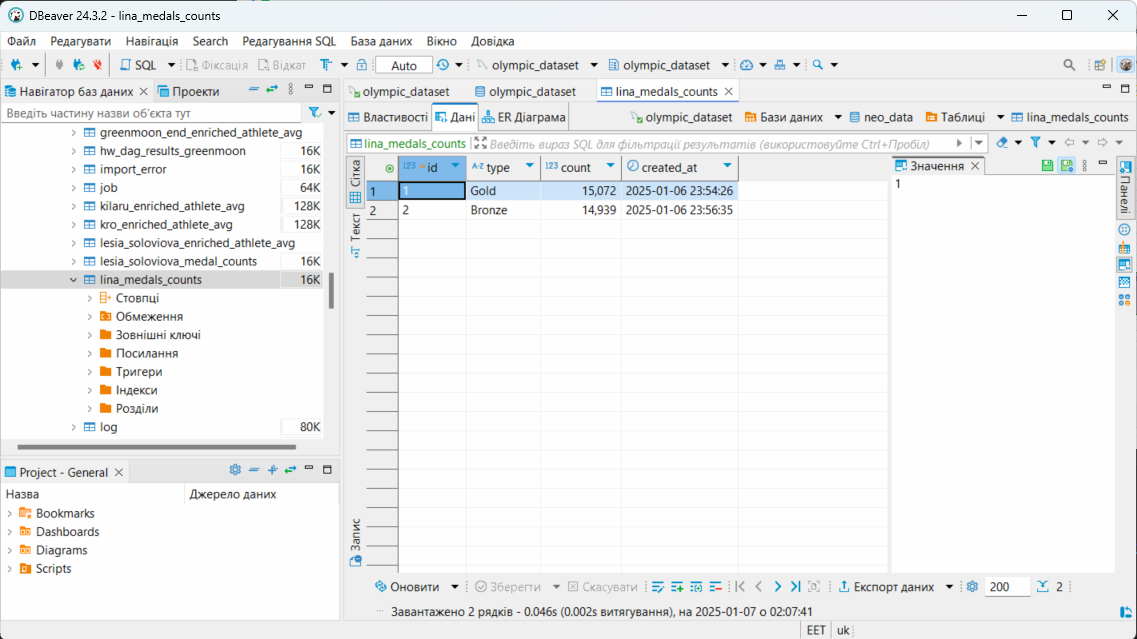 DBeaver 24.3.2 - lina_medals_counts
Файл Редагувати Навігація Search Редагування SQL База даних Вікно Довідка
SQL Фіксація Відкат Auto olympic_dataset olympic_dataset
Навігатор баз даних Проекти
Введіть частину назви об'єкта тут
greenmoon_end_enriched_athlete_avg
hw_dag_results_greenmoon 16K
import_error 16K
job 64K
kilaru_enriched_athlete_avg 128K
kro_enriched_athlete_avg 128K
lesia_soloviova_enriched_athlete_avg
lesia_soloviova_medal_counts 16K
lina_medals_counts 16K
Стовпці
Обмеження
Зовнішні ключі
Посилання
Тригери
Індекси
Розділи
log 80K
Project - General
Назва Джерело даних
Bookmarks
Dashboards
Diagrams
Scripts
olympic_dataset olympic_dataset lina_medals_counts
Властивості Дані ER Діаграма olympic_dataset Бази даних neo_data Таблиці lina_medals_counts
lina_medals_counts Введіть вираз SQL для фільтрації результатів (використовуйте Ctrl+Пробіл)
Сітка
Текст
Запис
123 id A-Z type 123 count created_at
1 1 Gold 15,072 2025-01-06 23:54:26
2 2 Bronze 14,939 2025-01-06 23:56:35
Значення
1
Панелі
Оновити Зберегти Скасувати Експорт даних 200 2
Завантажено 2 рядків - 0.046s (0.002s витягування), на 2025-01-07 о 02:07:41
EET uk